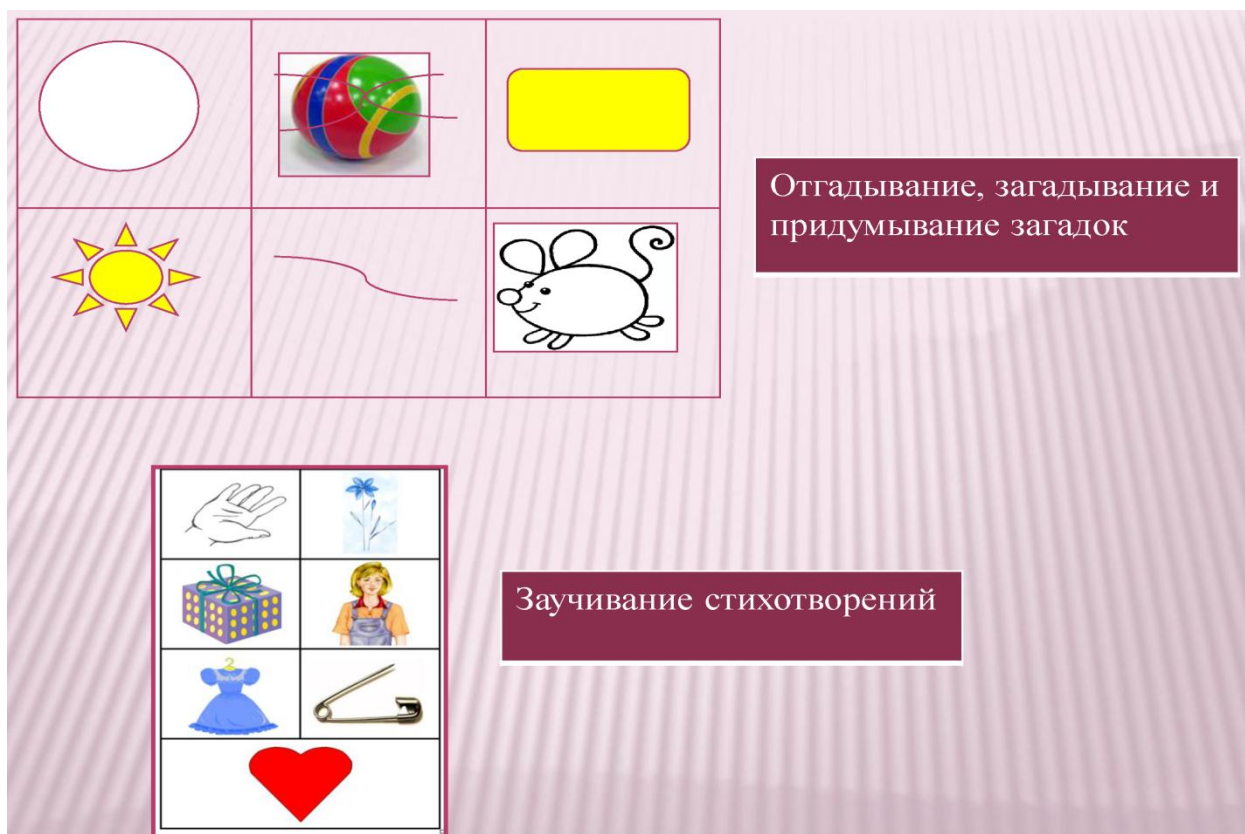 Отгадывание, загадывание и
придумывание загадок
Заучивание стихотворений